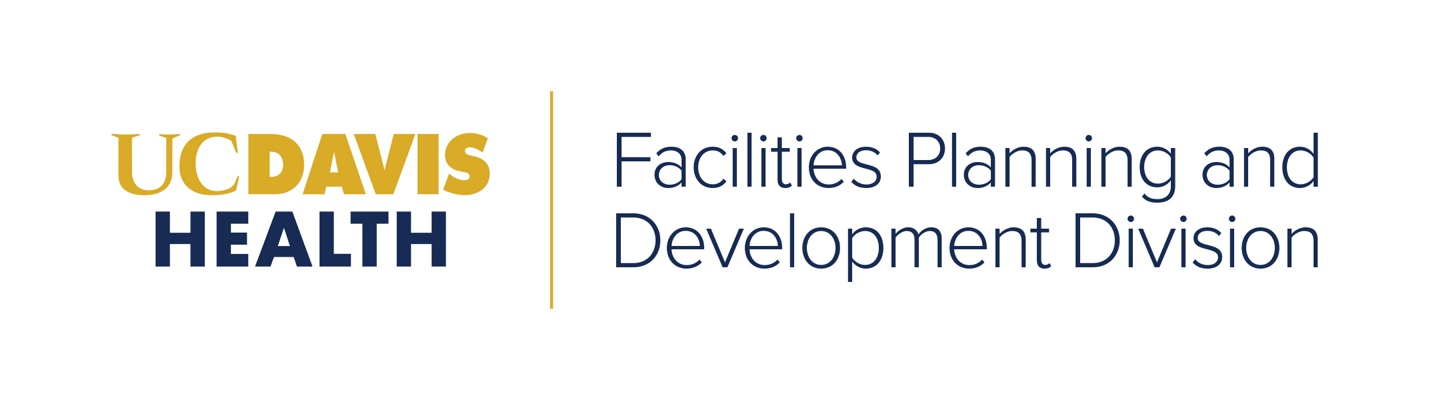 UCDAVIS
HEALTH
Facilities Planning and
Development Division